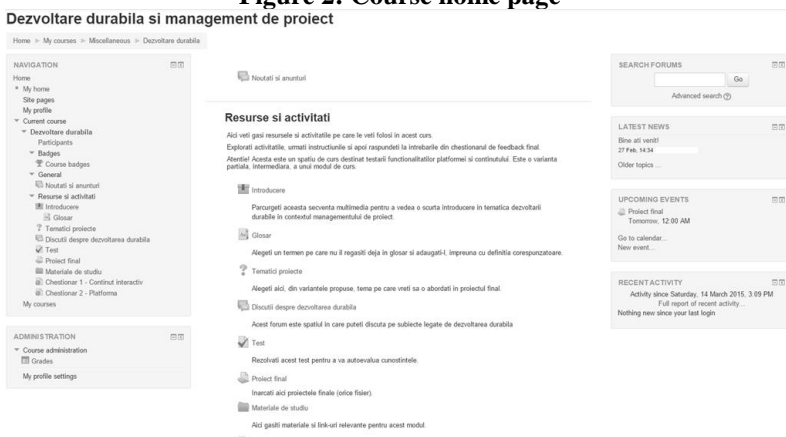 Figure 2: Course home page
Dezvoltare durabila si management de proiect
Home ► My courses ► Miscellaneous ► Dezvoltare durabila
NAVIGATION
Home
My home
Site pages
My profile
Current course
Dezvoltare durabila
Participants
Badges
Course badges
General
Noutati si anunturi
Resurse si activitati
Introducere
Glosar
Tematici proiecte
Discutii despre dezvoltarea durabila
Test
Proiect final
Materiale de studiu
Chestionar 1 - Continut interactiv
Chestionar 2 - Platforma
My courses
ADMINISTRATION
Course administration
Grades
My profile settings
Noutati si anunturi
Resurse si activitati
Aici veti gasi resursele si activitatile pe care le veti folosi in acest curs.
Explorati activitatile, urmati instructiunile si apoi raspundeti la intrebarile din chestionarul de feedback final.
Atentie! Acesta este un spatiu de curs destinat testarii functionalitatilor platformei si continutului. Este o varianta
partiala, intermediara, a unui modul de curs.
Introducere
Parcurgeti aceasta secventa multimedia pentru a vedea o scurta introducere in tematica dezvoltarii
durabile in contextul managementului de proiect.
Glosar
Alegeti un termen pe care nu il regasiti deja in glosar si adaugati-l, impreuna cu definitia corespunzatoare.
Tematici proiecte
Alegeti aici, din variantele propuse, tema pe care vreti sa o abordati in proiectul final.
Discutii despre dezvoltarea durabila
Acest forum este spatiul in care puteti discuta pe subiecte legate de dezvoltarea durabila
Test
Rezolvati acest test pentru a va autoevalua cunostintele.
Proiect final
Incarcati aici proiectele finale (orice fisier).
Materiale de studiu
Aici gasiti materiale si link-uri relevante pentru acest modul.
SEARCH FORUMS
Go
Advanced search
LATEST NEWS
Bine ati venit!
27 Feb, 14:34
Older topics ...
UPCOMING EVENTS
Proiect final
Tomorrow, 12:00 AM
Go to calendar...
New event...
RECENT ACTIVITY
Activity since Saturday, 14 March 2015, 3:09 PM
Full report of recent activity...
Nothing new since your last login